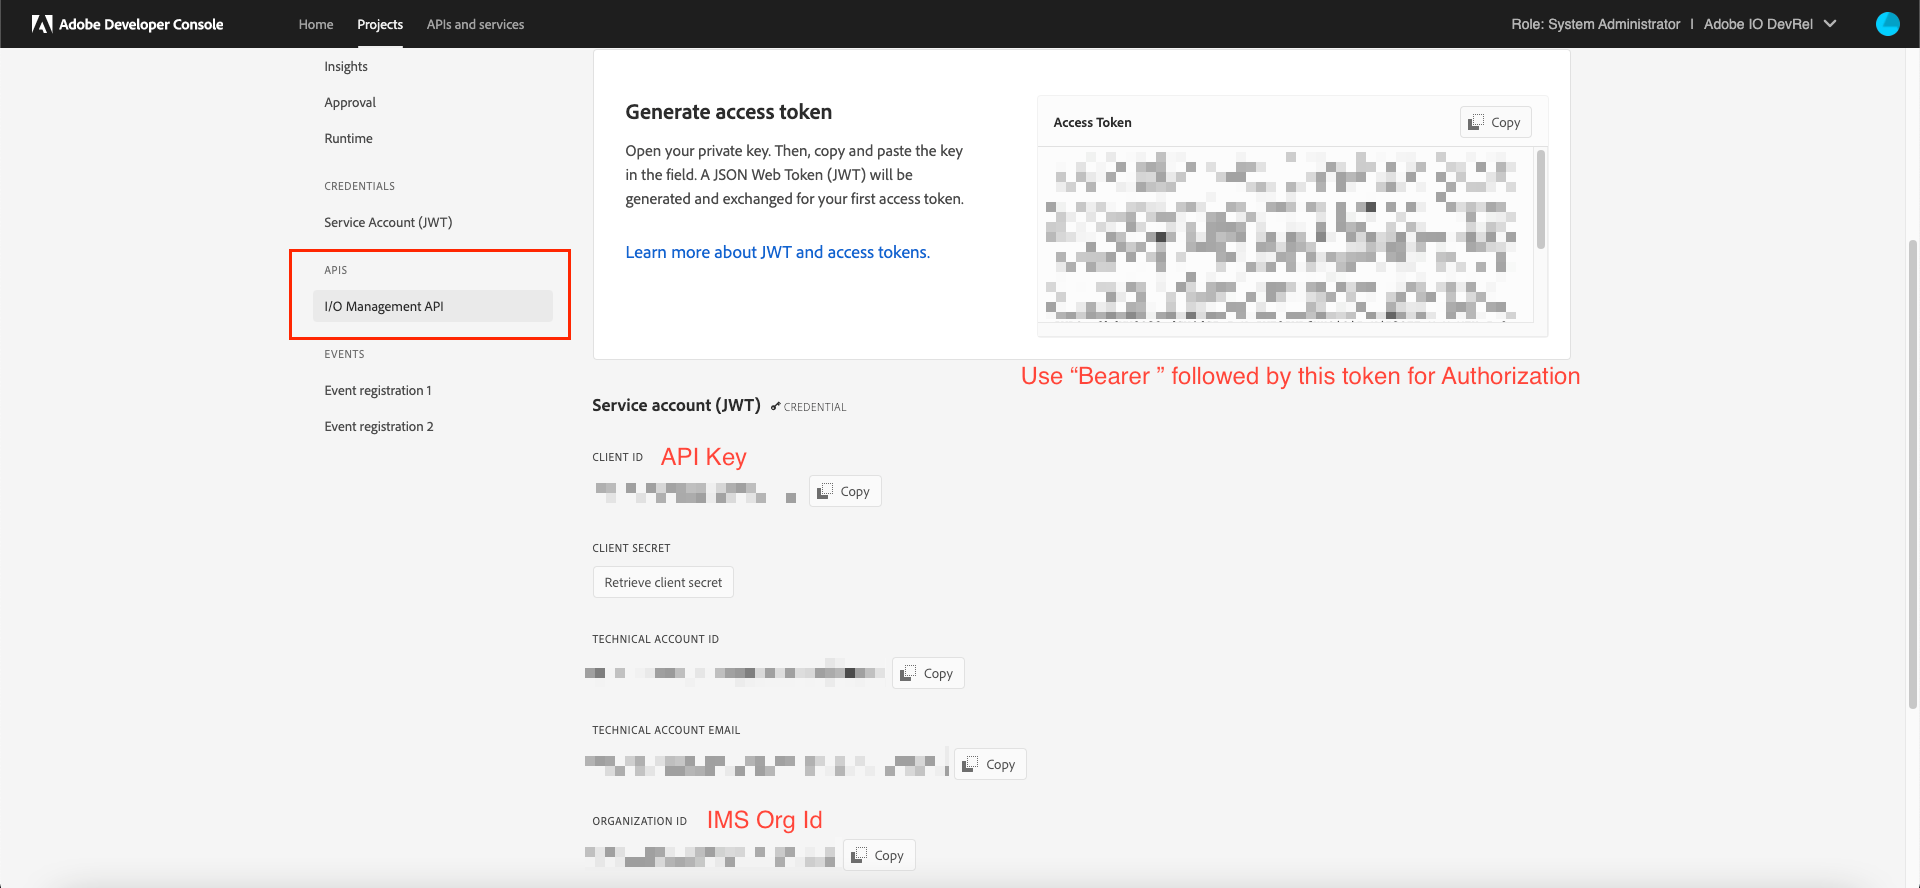 Adobe Developer Console
Home
Projects
APIs and services
Role: System Administrator | Adobe IO DevRel
Insights
Approval
Runtime
CREDENTIALS
Service Account (JWT)
APIS
I/O Management API
EVENTS
Event registration 1
Event registration 2
Generate access token
Open your private key. Then, copy and paste the key
in the field. A JSON Web Token (JWT) will be
generated and exchanged for your first access token.
Learn more about JWT and access tokens.
Access Token
Copy
Use “Bearer ” followed by this token for Authorization
Service account (JWT) CREDENTIAL
CLIENT ID API Key
Copy
CLIENT SECRET
Retrieve client secret
TECHNICAL ACCOUNT ID
Copy
TECHNICAL ACCOUNT EMAIL
Copy
ORGANIZATION ID IMS Org Id
Copy